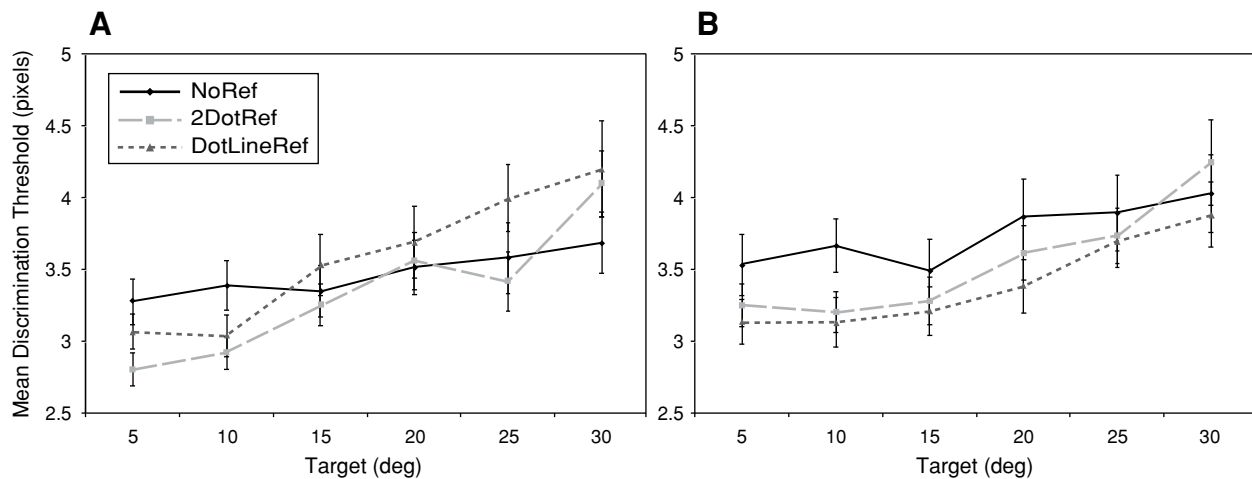 A
B
Mean Discrimination Threshold (pixels)
5
4.5
4
3.5
3
2.5
NoRef
2DotRef
DotLineRef
5 10 15 20 25 30
Target (deg)
5
4.5
4
3.5
3
2.5
5 10 15 20 25 30
Target (deg)